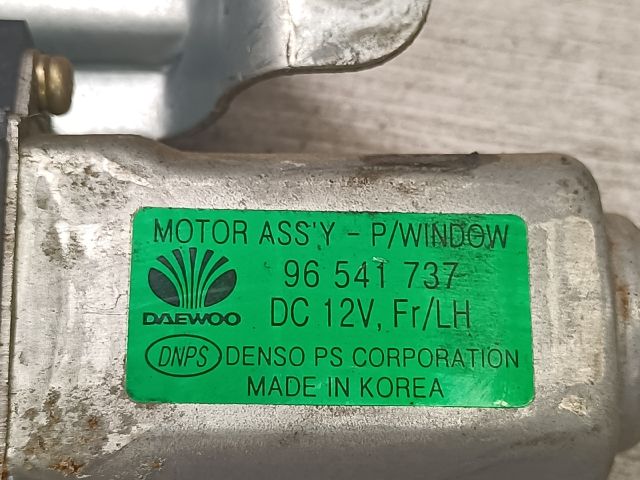 MOTOR ASS'Y - P/WINDOW
96 541 737
DAEWOO DC 12V, Fr/LH
DNPS DENSO PS CORPORATION
MADE IN KOREA